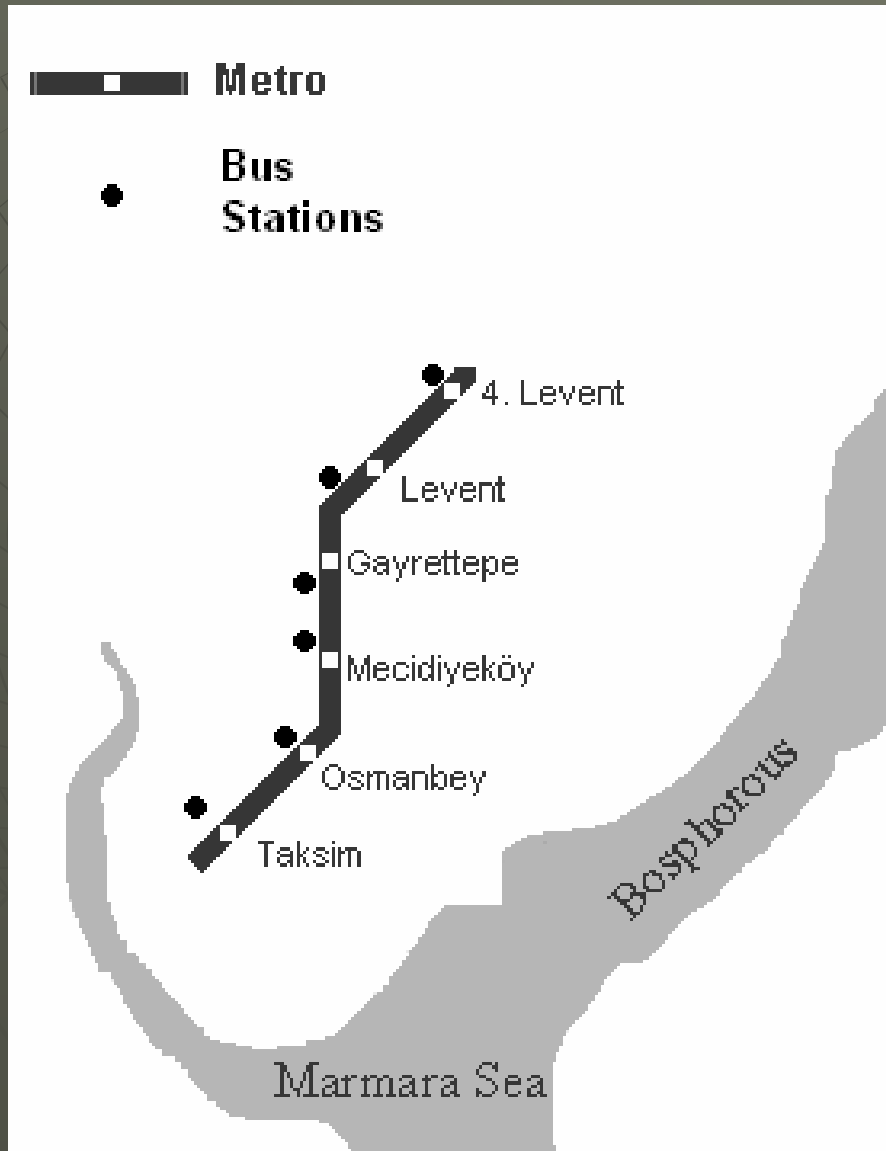 Metro
Bus
Stations
4. Levent
Levent
Gayrettepe
Mecidiyeköy
Osmanbey
Taksim
Bosphorous
Marmara Sea